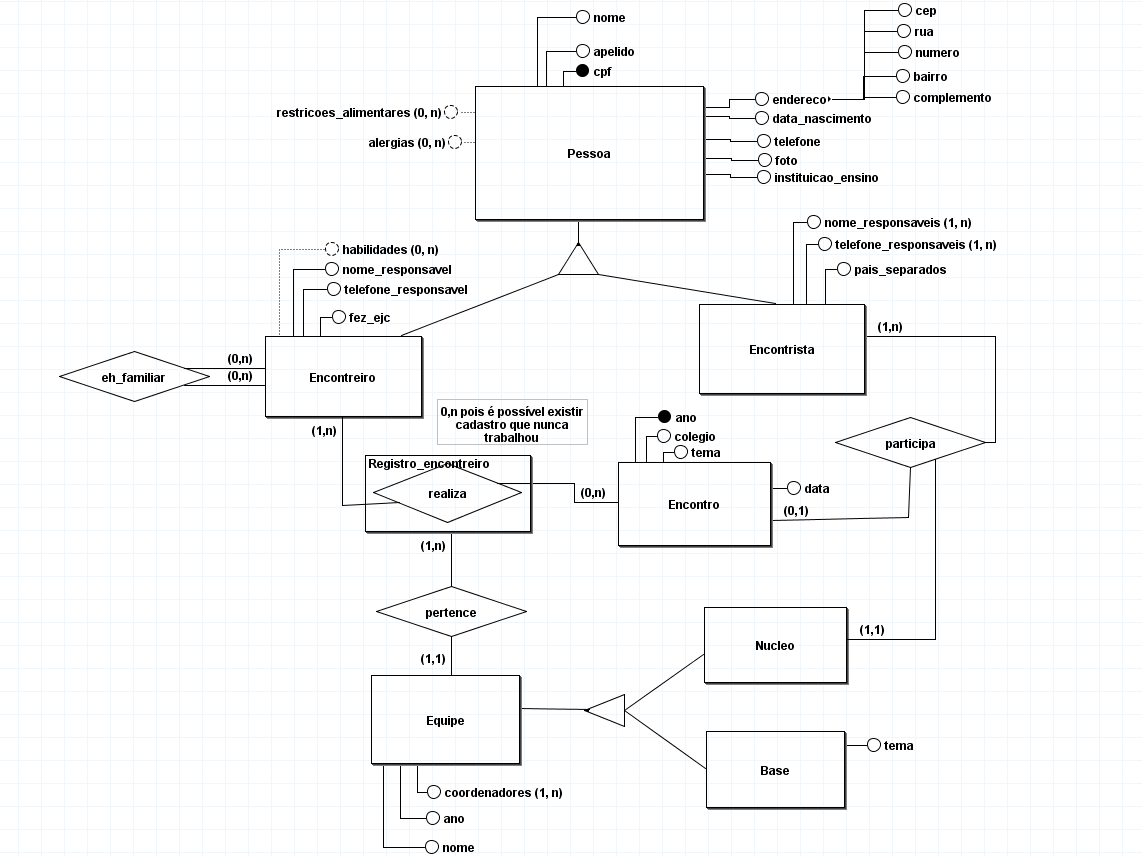 nome
apelido
cpf
cep
rua
numero
bairro
complemento
endereco
data_nascimento
telefone
foto
instituicao_ensino
restricoes_alimentares (0, n)
alergias (0, n)
Pessoa
habilidades (0, n)
nome_responsavel
telefone_responsavel
fez_ejc
nome_responsaveis (1, n)
telefone_responsaveis (1, n)
pais_separados
eh_familiar
(0,n)
(0,n)
Encontreiro
Encontrista
(1,n)
(1,n)
0,n pois é possível existir
cadastro que nunca
trabalhou
ano
colegio
tema
participa
Registro_encontreiro
realiza
(0,n)
Encontro
data
(0,1)
(1,n)
pertence
(1,1)
Nucleo
(1,1)
Equipe
Base
tema
coordenadores (1, n)
ano
nome